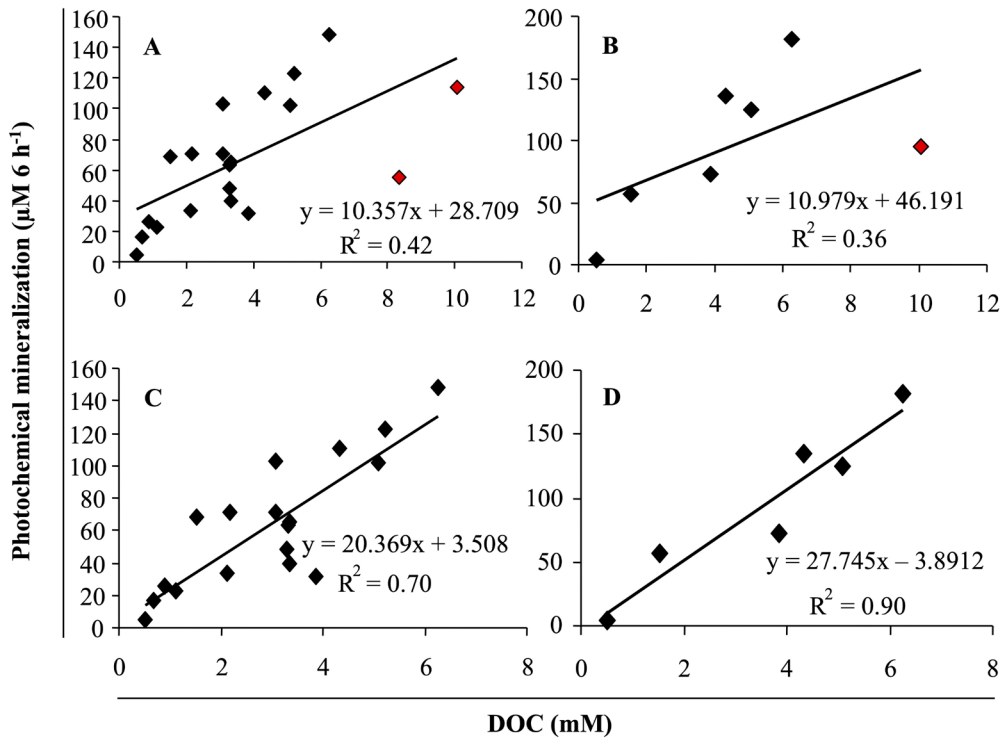 Photochemical mineralization (μM 6 h⁻¹)
A
160
140
120
100
80
60
40
20
0
0 2 4 6 8 10 12
y = 10.357x + 28.709
R² = 0.42
B
200
150
100
50
0
0 2 4 6 8 10 12
y = 10.979x + 46.191
R² = 0.36
C
160
140
120
100
80
60
40
20
0
0 2 4 6 8
y = 20.369x + 3.508
R² = 0.70
D
200
150
100
50
0
0 2 4 6 8
y = 27.745x – 3.8912
R² = 0.90
DOC (mM)